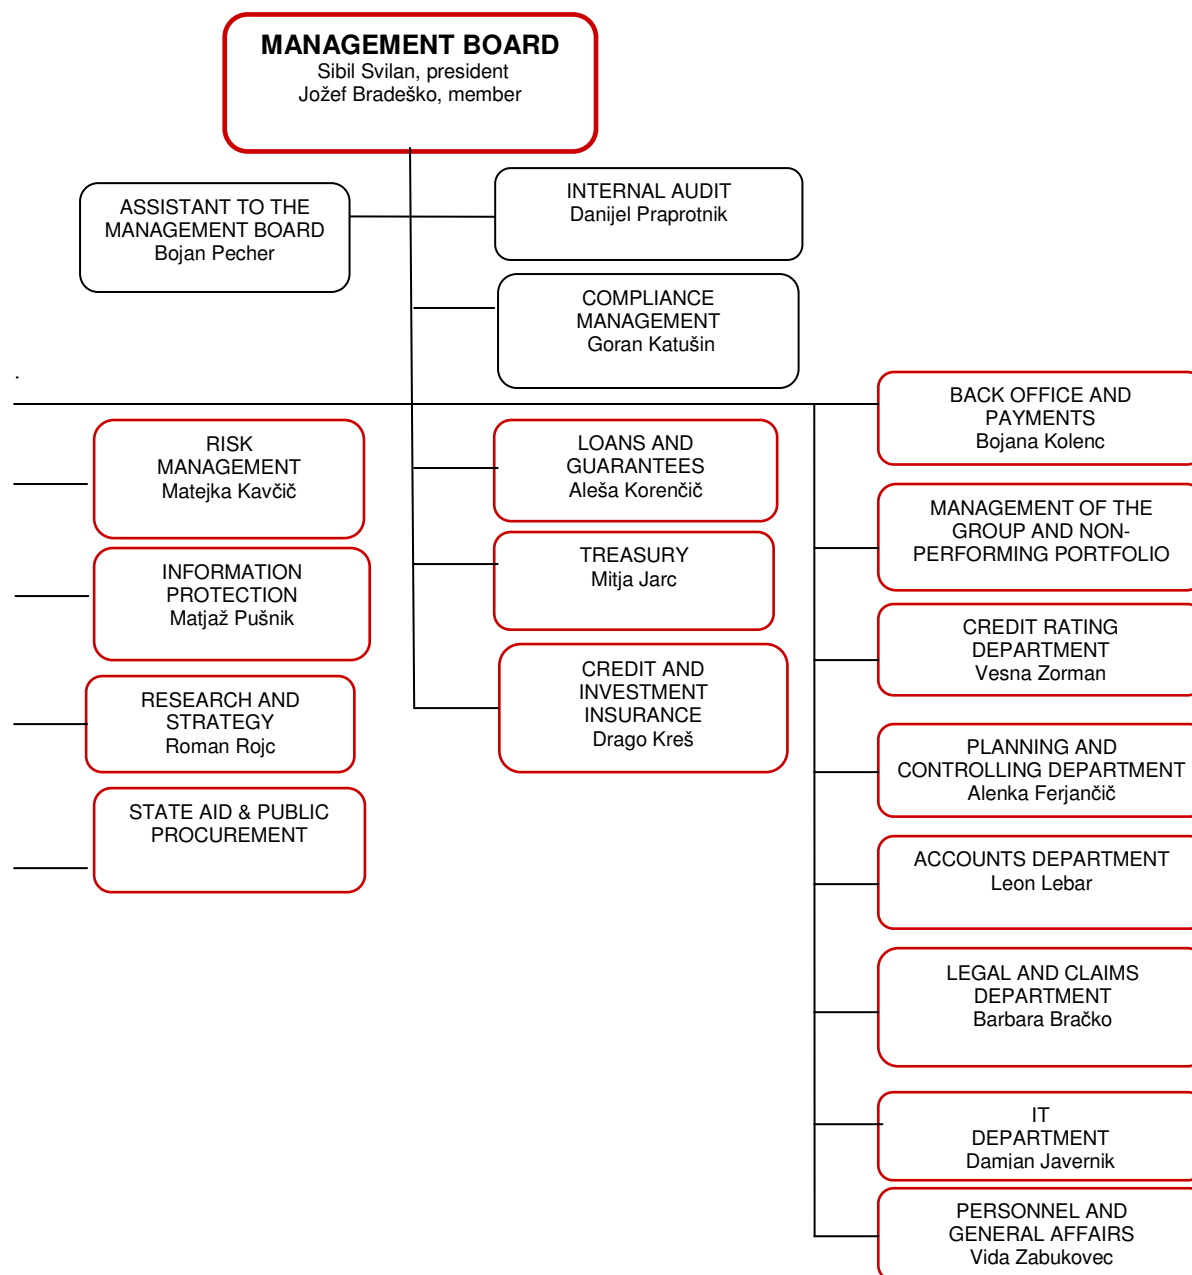 MANAGEMENT BOARD
Sibil Svilan, president
Jožef Bradeško, member
ASSISTANT TO THE
MANAGEMENT BOARD
Bojan Pecher
INTERNAL AUDIT
Danijel Praprotnik
COMPLIANCE
MANAGEMENT
Goran Katušin
.
RISK
MANAGEMENT
Matejka Kavčič
INFORMATION
PROTECTION
Matjaž Pušnik
RESEARCH AND
STRATEGY
Roman Rojc
STATE AID & PUBLIC
PROCUREMENT
LOANS AND
GUARANTEES
Aleša Korenčič
TREASURY
Mitja Jarc
CREDIT AND
INVESTMENT
INSURANCE
Drago Kreš
BACK OFFICE AND
PAYMENTS
Bojana Kolenc
MANAGEMENT OF THE
GROUP AND NON-
PERFORMING PORTFOLIO
CREDIT RATING
DEPARTMENT
Vesna Zorman
PLANNING AND
CONTROLLING DEPARTMENT
Alenka Ferjančič
ACCOUNTS DEPARTMENT
Leon Lebar
LEGAL AND CLAIMS
DEPARTMENT
Barbara Bračko
IT
DEPARTMENT
Damian Javernik
PERSONNEL AND
GENERAL AFFAIRS
Vida Zabukovec